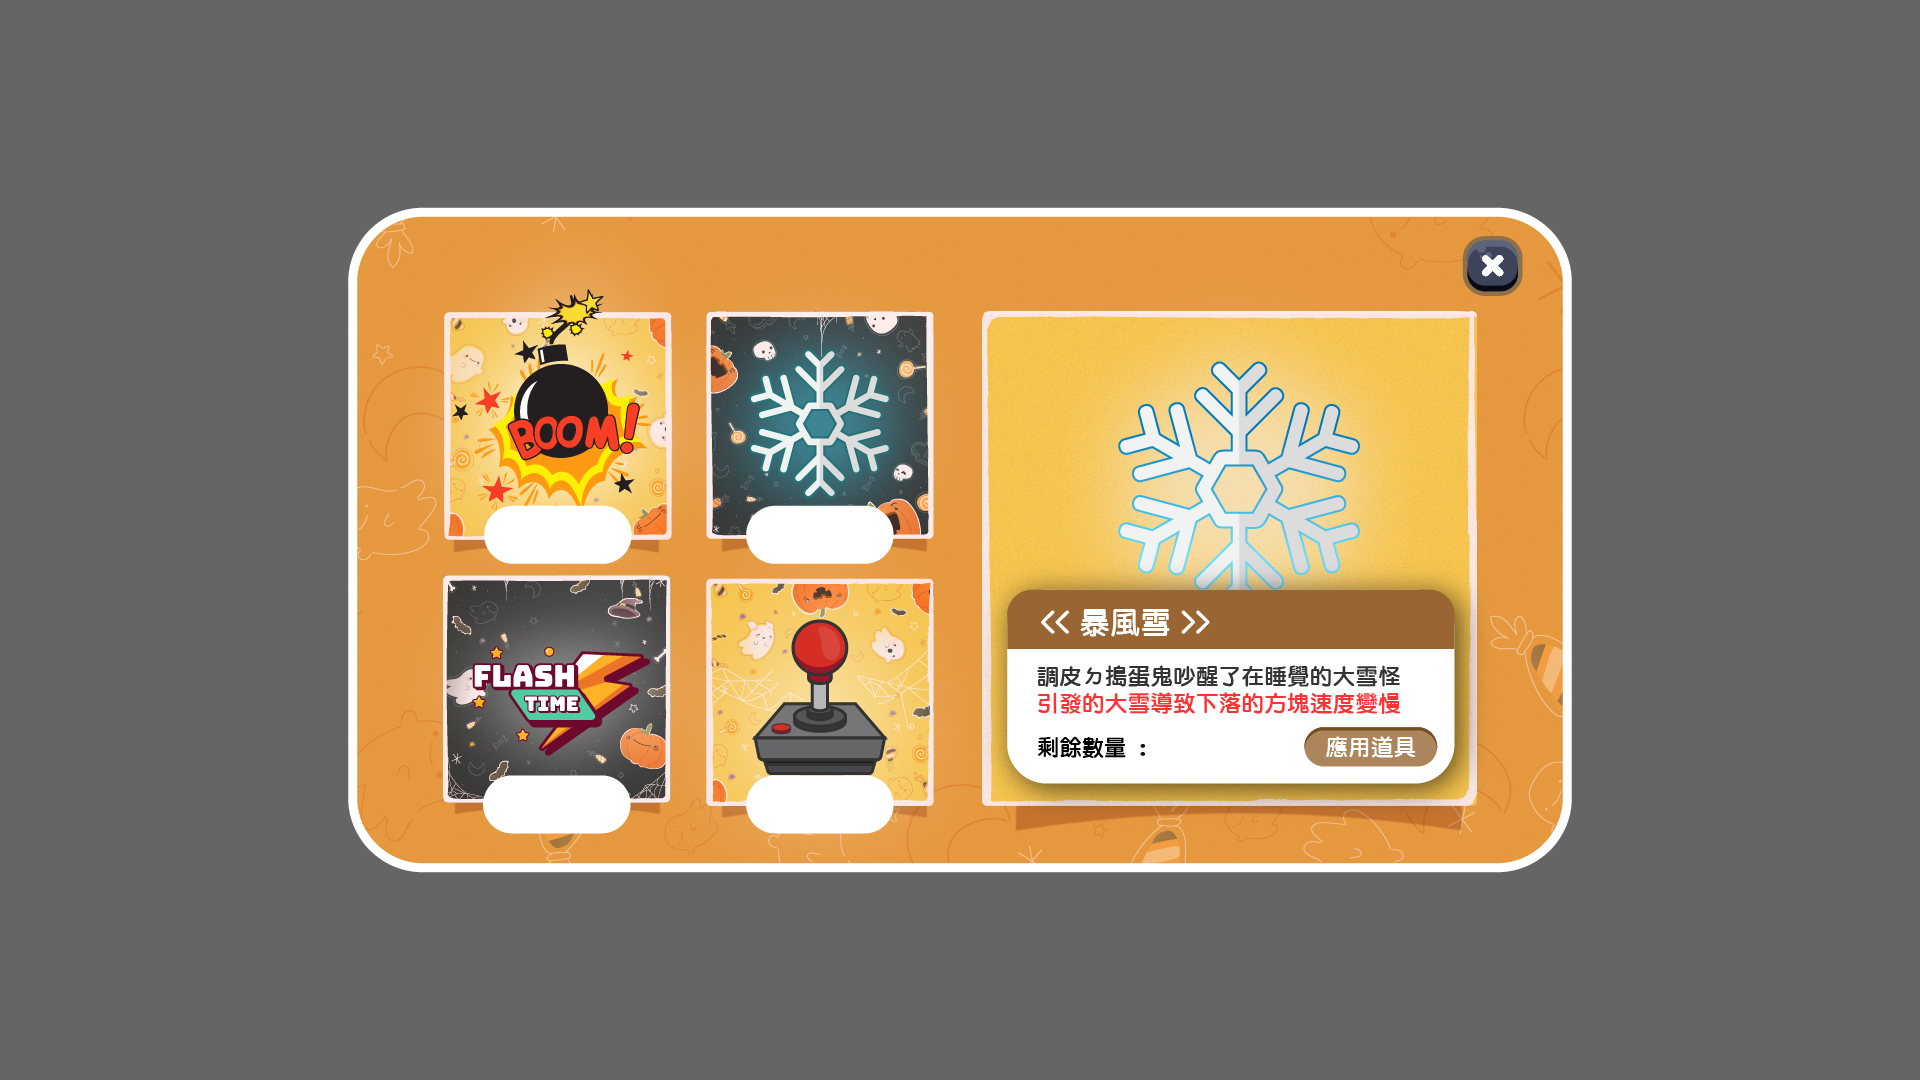 BOOM!
FLASH
TIME
<< 暴風雪 >>
調皮ㄉ搗蛋鬼吵醒了在睡覺的大雪怪
引發的大雪導致下落的方塊速度變慢
剩餘數量 :
應用道具